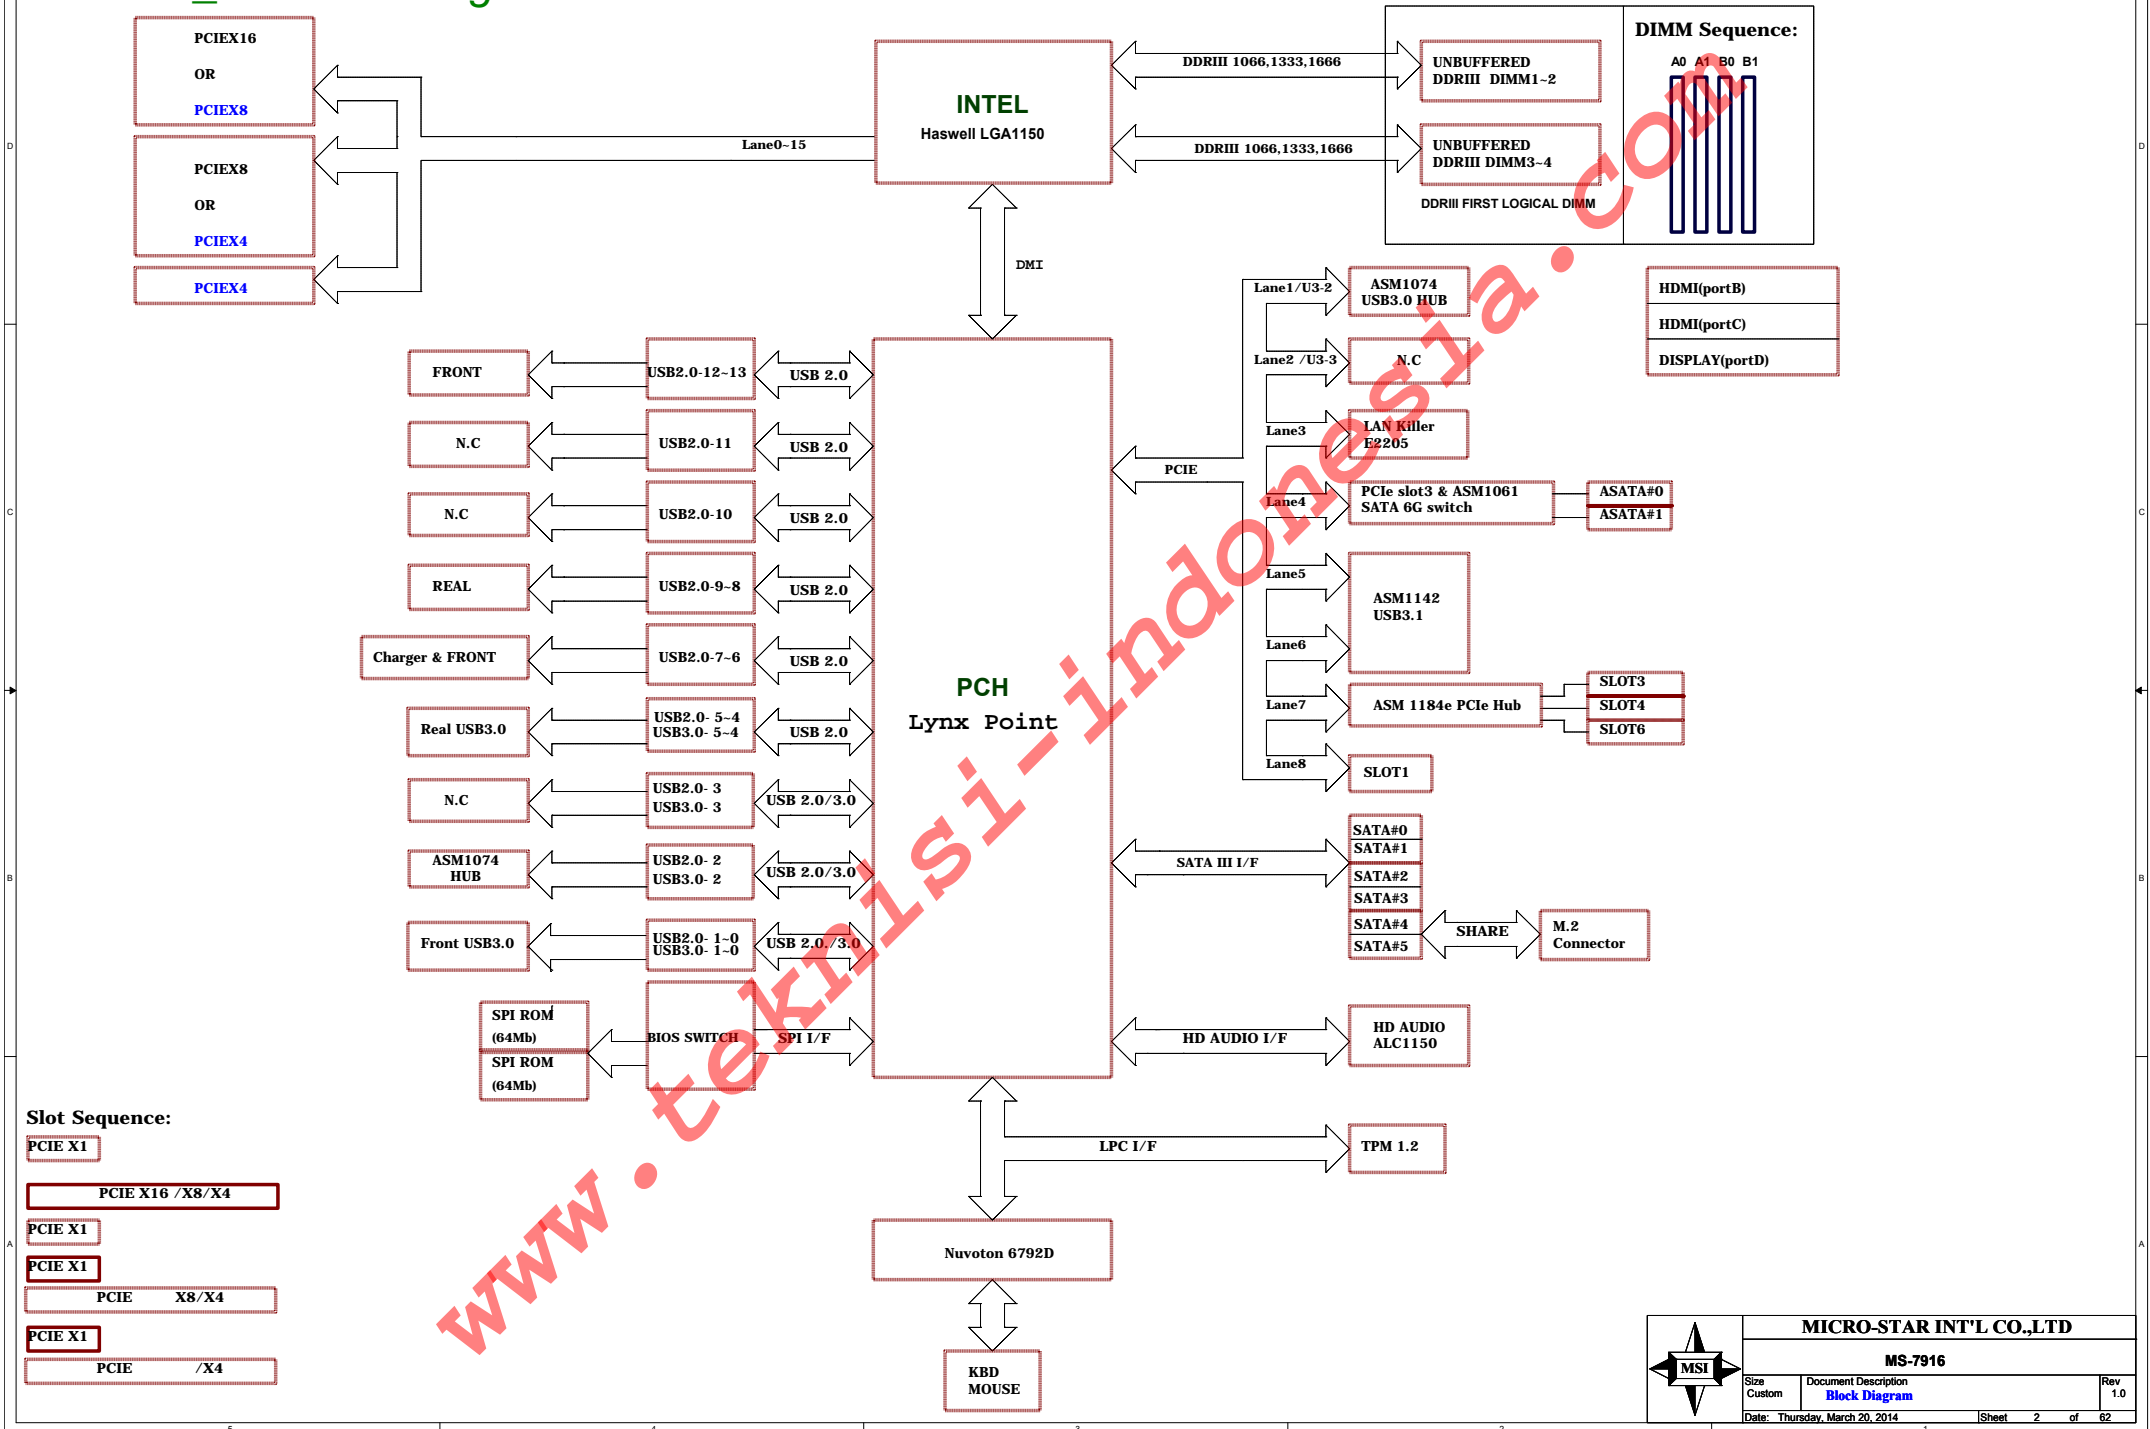 PCIEX16
OR
PCIEX8
PCIEX8
OR
PCIEX4
PCIEX4
Lane0~15
INTEL
Haswell LGA1150
DDRIII 1066,1333,1666
DDRIII 1066,1333,1666
UNBUFFERED
DDRIII DIMM1~2
UNBUFFERED
DDRIII DIMM3~4
DDRIII FIRST LOGICAL DIMM
DIMM Sequence:
A0 A1 B0 B1
DMI
HDMI(portB)
HDMI(portC)
DISPLAY(portD)
FRONT
USB2.0-12~13
USB 2.0
N.C
USB2.0-11
USB 2.0
N.C
USB2.0-10
USB 2.0
REAL
USB2.0-9~8
USB 2.0
Charger & FRONT
USB2.0-7~6
USB 2.0
Real USB3.0
USB2.0- 5~4
USB3.0- 5~4
USB 2.0
N.C
USB2.0- 3
USB3.0- 3
USB 2.0/3.0
ASM1074
HUB
USB2.0- 2
USB3.0- 2
USB 2.0/3.0
Front USB3.0
USB2.0- 1~0
USB3.0- 1~0
USB 2.0./3.0
SPI ROM
(64Mb)
SPI ROM
(64Mb)
BIOS SWITCH
SPI I/F
PCH
Lynx Point
PCIE
Lane1/U3-2
ASM1074
USB3.0 HUB
Lane2 /U3-3
N.C
Lane3
LAN Killer
E2205
Lane4
PCIe slot3 & ASM1061
SATA 6G switch
ASATA#0
ASATA#1
Lane5
ASM1142
USB3.1
Lane6
Lane7
ASM 1184e PCIe Hub
SLOT3
SLOT4
SLOT6
Lane8
SLOT1
SATA III I/F
SATA#0
SATA#1
SATA#2
SATA#3
SATA#4
SATA#5
SHARE
M.2
Connector
HD AUDIO I/F
HD AUDIO
ALC1150
LPC I/F
TPM 1.2
Nuvoton 6792D
KBD
MOUSE
Slot Sequence:
PCIE X1
PCIE X16 /X8/X4
PCIE X1
PCIE X1
PCIE X8/X4
PCIE X1
PCIE /X4
www.teknisi-indonesia.com
MSI
MICRO-STAR INT'L CO.,LTD
MS-7916
Size
Custom
Document Description
Block Diagram
Rev
1.0
Date: Thursday, March 20, 2014
Sheet 2 of 62
D
D
C
C
B
B
A
A
5
4
3
2
1